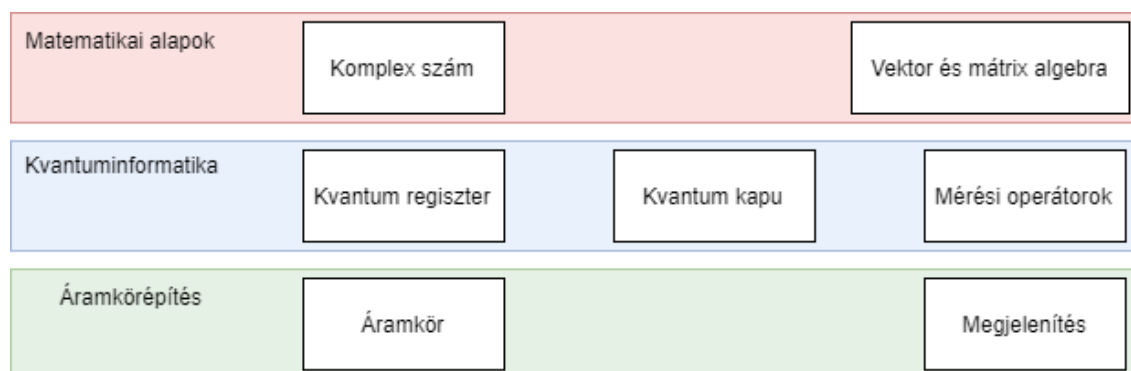 Matematikai alapok
Komplex szám
Vektor és mátrix algebra
Kvantuminformatika
Kvantum regiszter
Kvantum kapu
Mérési operátorok
Áramkörépítés
Áramkör
Megjelenítés